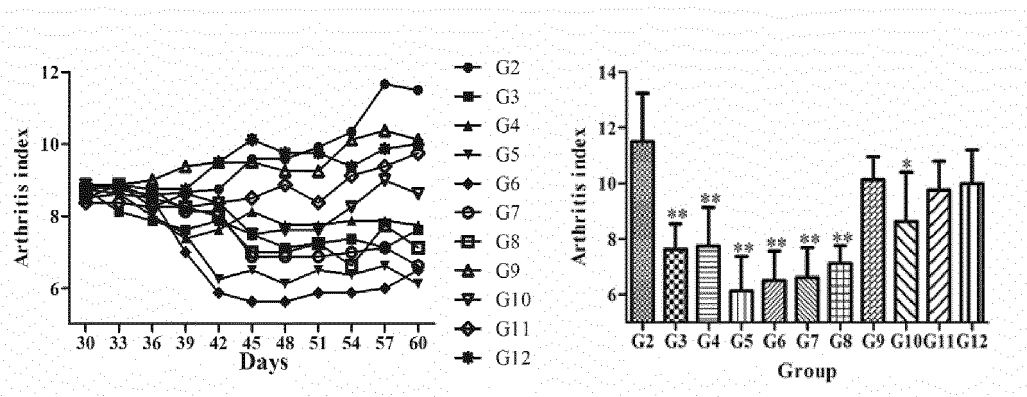 12
10
8
6
Arthritis index
30 33 36 39 42 45 48 51 54 57 60
Days
G2
G3
G4
G5
G6
G7
G8
G9
G10
G11
G12
14
12
10
8
6
Arthritis index
** ** ** ** ** ** *
G2 G3 G4 G5 G6 G7 G8 G9 G10 G11 G12
Group